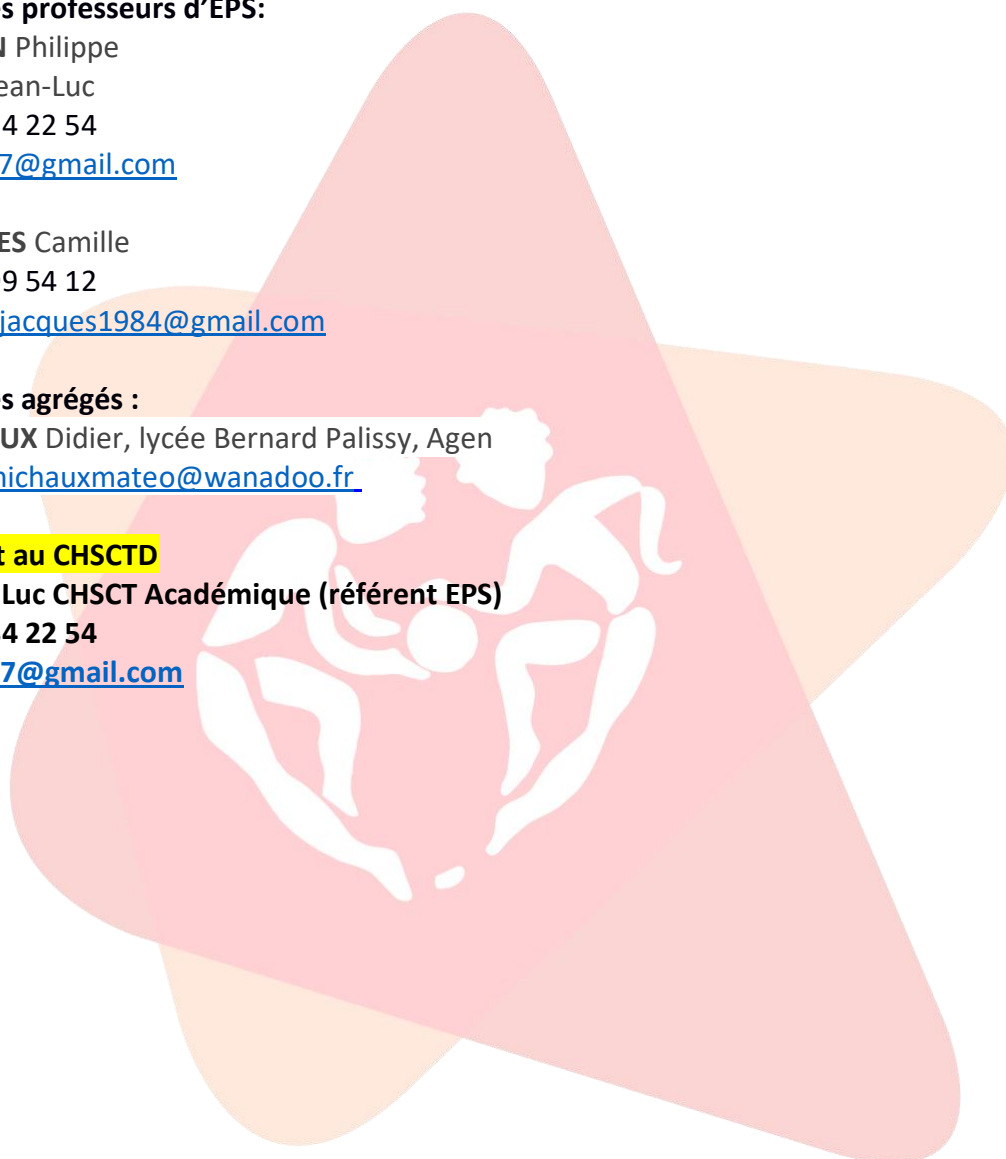 s professeurs d’EPS:
N Philippe
ean-Luc
4 22 54
7@gmail.com
ES Camille
9 54 12
jacques1984@gmail.com
s agrégés :
UX Didier, lycée Bernard Palissy, Agen
michauxmateo@wanadoo.fr
t au CHSCTD
Luc CHSCT Académique (référent EPS)
4 22 54
7@gmail.com